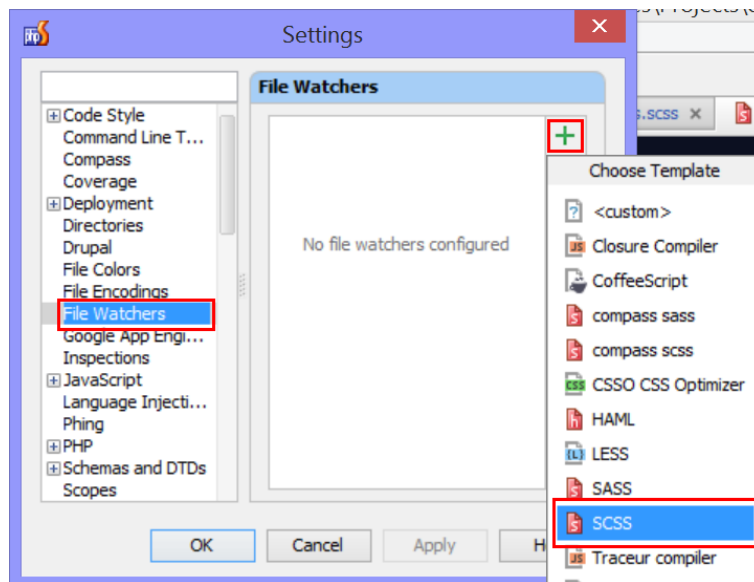 Settings
File Watchers
Code Style
Command Line T...
Compass
Coverage
Deployment
Directories
Drupal
File Colors
File Encodings
File Watchers
Google App Engi...
Inspections
JavaScript
Language Injecti...
Phing
PHP
Schemas and DTDs
Scopes
No file watchers configured
OK
Cancel
Apply
.scss
Choose Template
<custom>
Closure Compiler
CoffeeScript
compass sass
compass scss
CSSO CSS Optimizer
HAML
LESS
SASS
SCSS
Traceur compiler